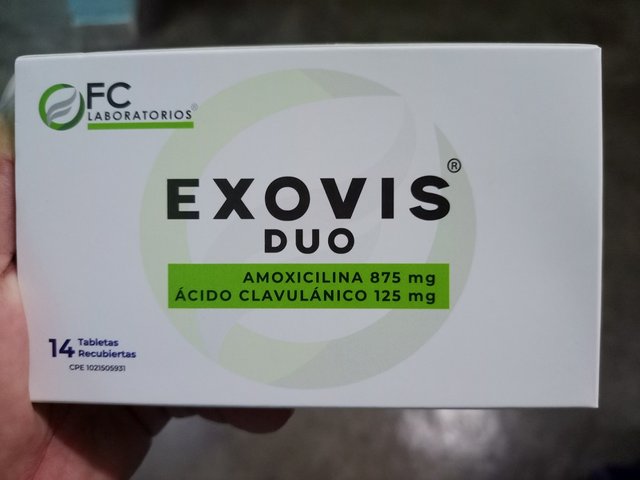 FC
LABORATORIOS®
EXOVIS®
DUO
AMOXICILINA 875 mg
ÁCIDO CLAVULÁNICO 125 mg
14 Tabletas
Recubiertas
CPE 1021505931